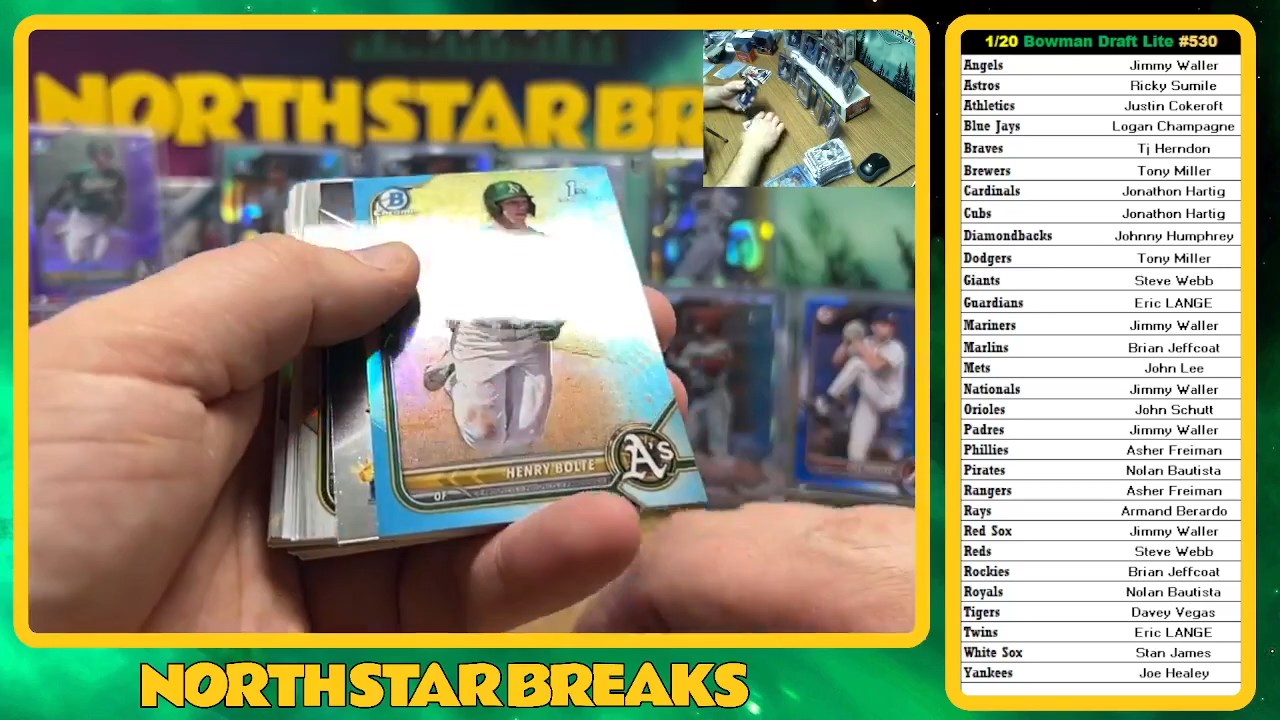 NORTHSTAR BR
B
1st
HENRY BOLTE
OF
A's
NORTHSTAR BREAKS
1/20 Bowman Draft Lite #530
Angels Jimmy Waller
Astros Ricky Sumile
Athletics Justin Cokeroft
Blue Jays Logan Champagne
Braves Tj Herndon
Brewers Tony Miller
Cardinals Jonathon Hartig
Cubs Jonathon Hartig
Diamondbacks Johnny Humphrey
Dodgers Tony Miller
Giants Steve Webb
Guardians Eric LANGE
Mariners Jimmy Waller
Marlins Brian Jeffcoat
Mets John Lee
Nationals Jimmy Waller
Orioles John Schutt
Padres Jimmy Waller
Phillies Asher Freiman
Pirates Nolan Bautista
Rangers Asher Freiman
Rays Armand Berardo
Red Sox Jimmy Waller
Reds Steve Webb
Rockies Brian Jeffcoat
Royals Nolan Bautista
Tigers Davey Vegas
Twins Eric LANGE
White Sox Stan James
Yankees Joe Healey